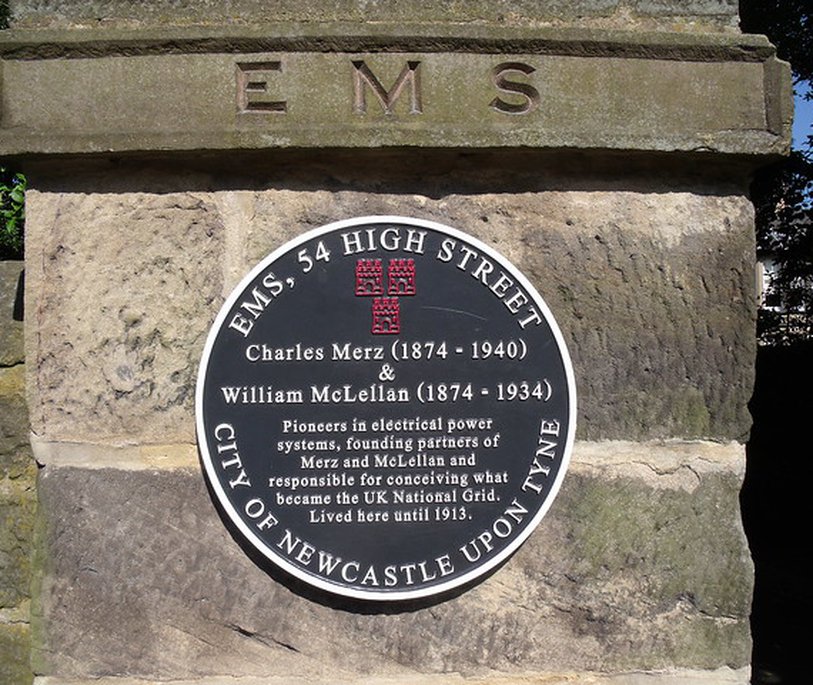 EMS
EMS, 54 HIGH STREET
Charles Merz (1874 - 1940)
&
William McLellan (1874 - 1934)
Pioneers in electrical power
systems, founding partners of
Merz and McLellan and
responsible for conceiving what
became the UK National Grid.
Lived here until 1913.
CITY OF NEWCASTLE UPON TYNE